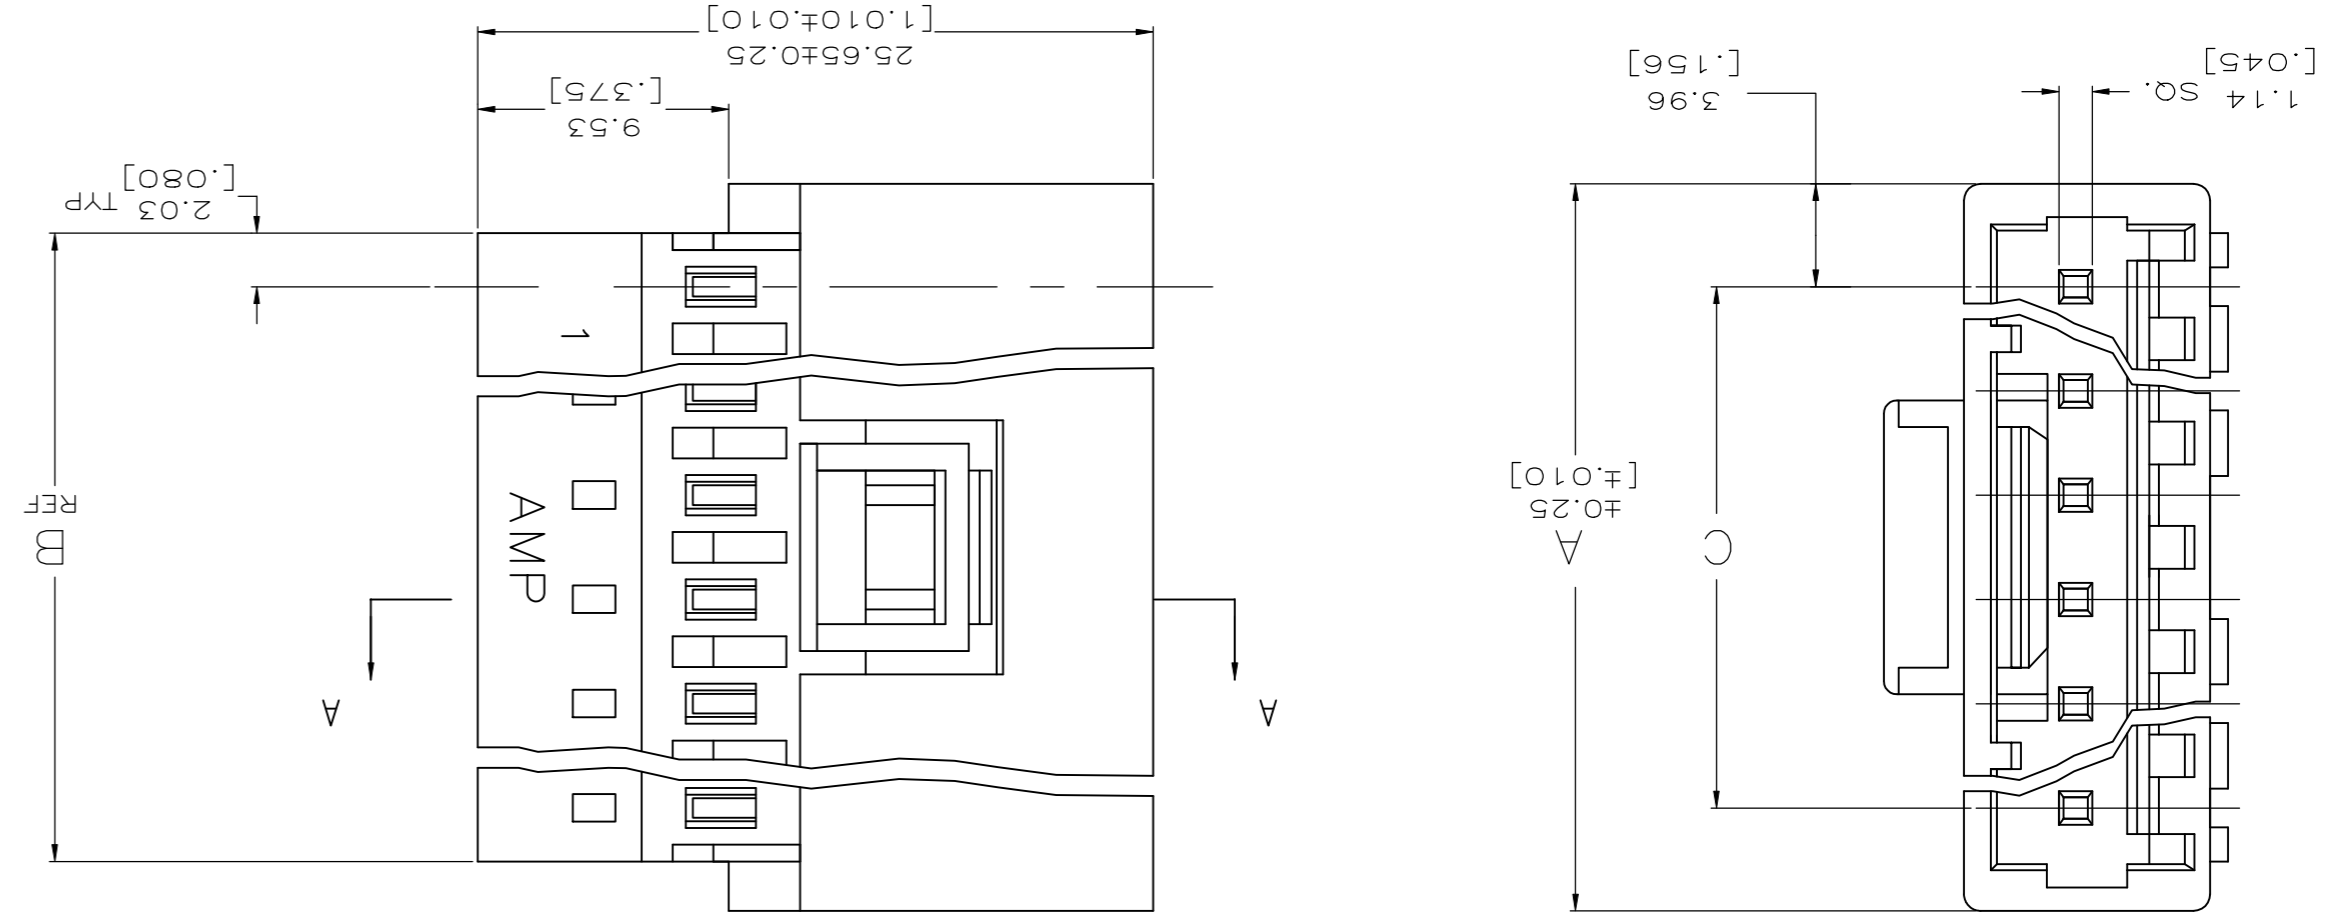 1.14 SQ.
[.045]
3.96
[.156]
A
±0.25
[±.010]
C
25.65±0.25
[1.010±.010]
9.53
[.375]
2.03 TYP
[.080]
B
REF
1
AMP
A
A